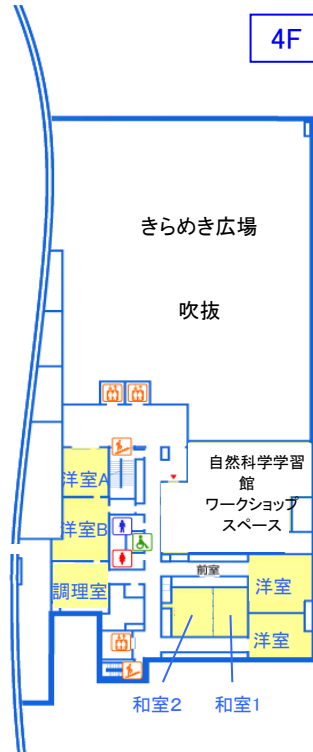 4F
きらめき広場
吹抜
自然科学学習
館
ワークショップ
スペース
洋室A
洋室B
調理室
前室
洋室
洋室
和室2
和室1